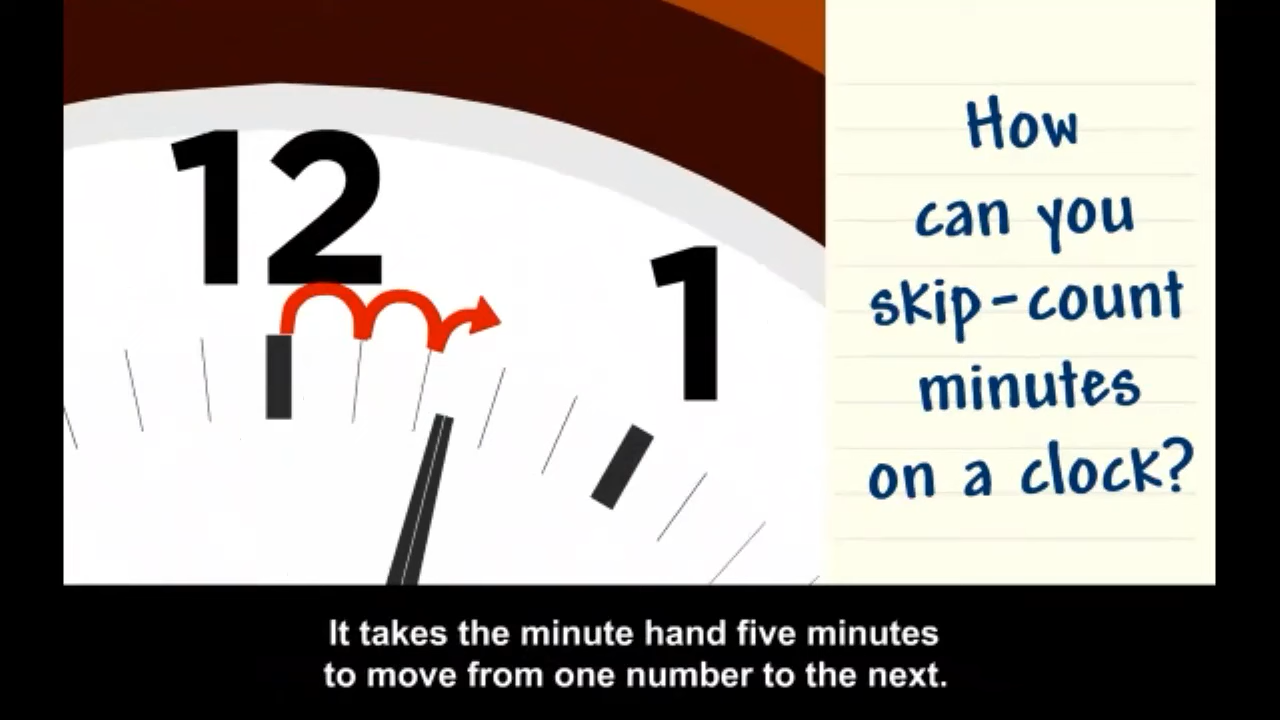 12
1
How
can you
skip-count
minutes
on a clock?
It takes the minute hand five minutes
to move from one number to the next.